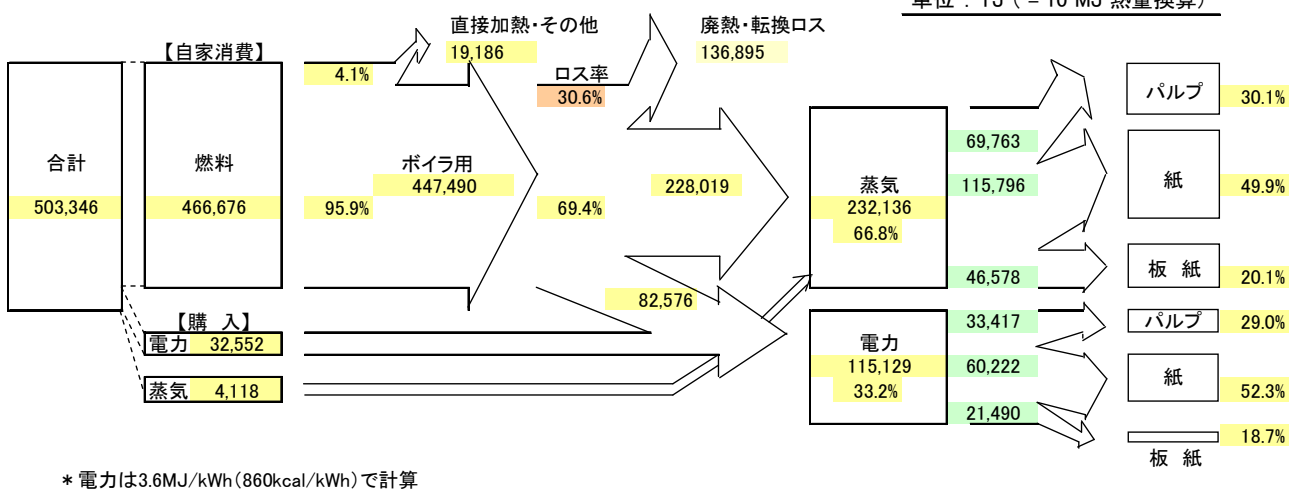 単位：TJ（＝10 MJ 熱量換算）
直接加熱・その他
廃熱・転換ロス
【自家消費】
19,186
136,895
4.1%
ロス率
30.6%
パルプ
30.1%
69,763
合計
燃料
ボイラ用
447,490
228,019
蒸気
115,796
紙
49.9%
503,346
466,676
95.9%
69.4%
232,136
66.8%
46,578
板 紙
20.1%
82,576
【購 入】
33,417
パルプ
29.0%
電力
32,552
電力
115,129
60,222
紙
52.3%
蒸気
4,118
33.2%
21,490
18.7%
板 紙
＊電力は3.6MJ/kWh（860kcal/kWh）で計算